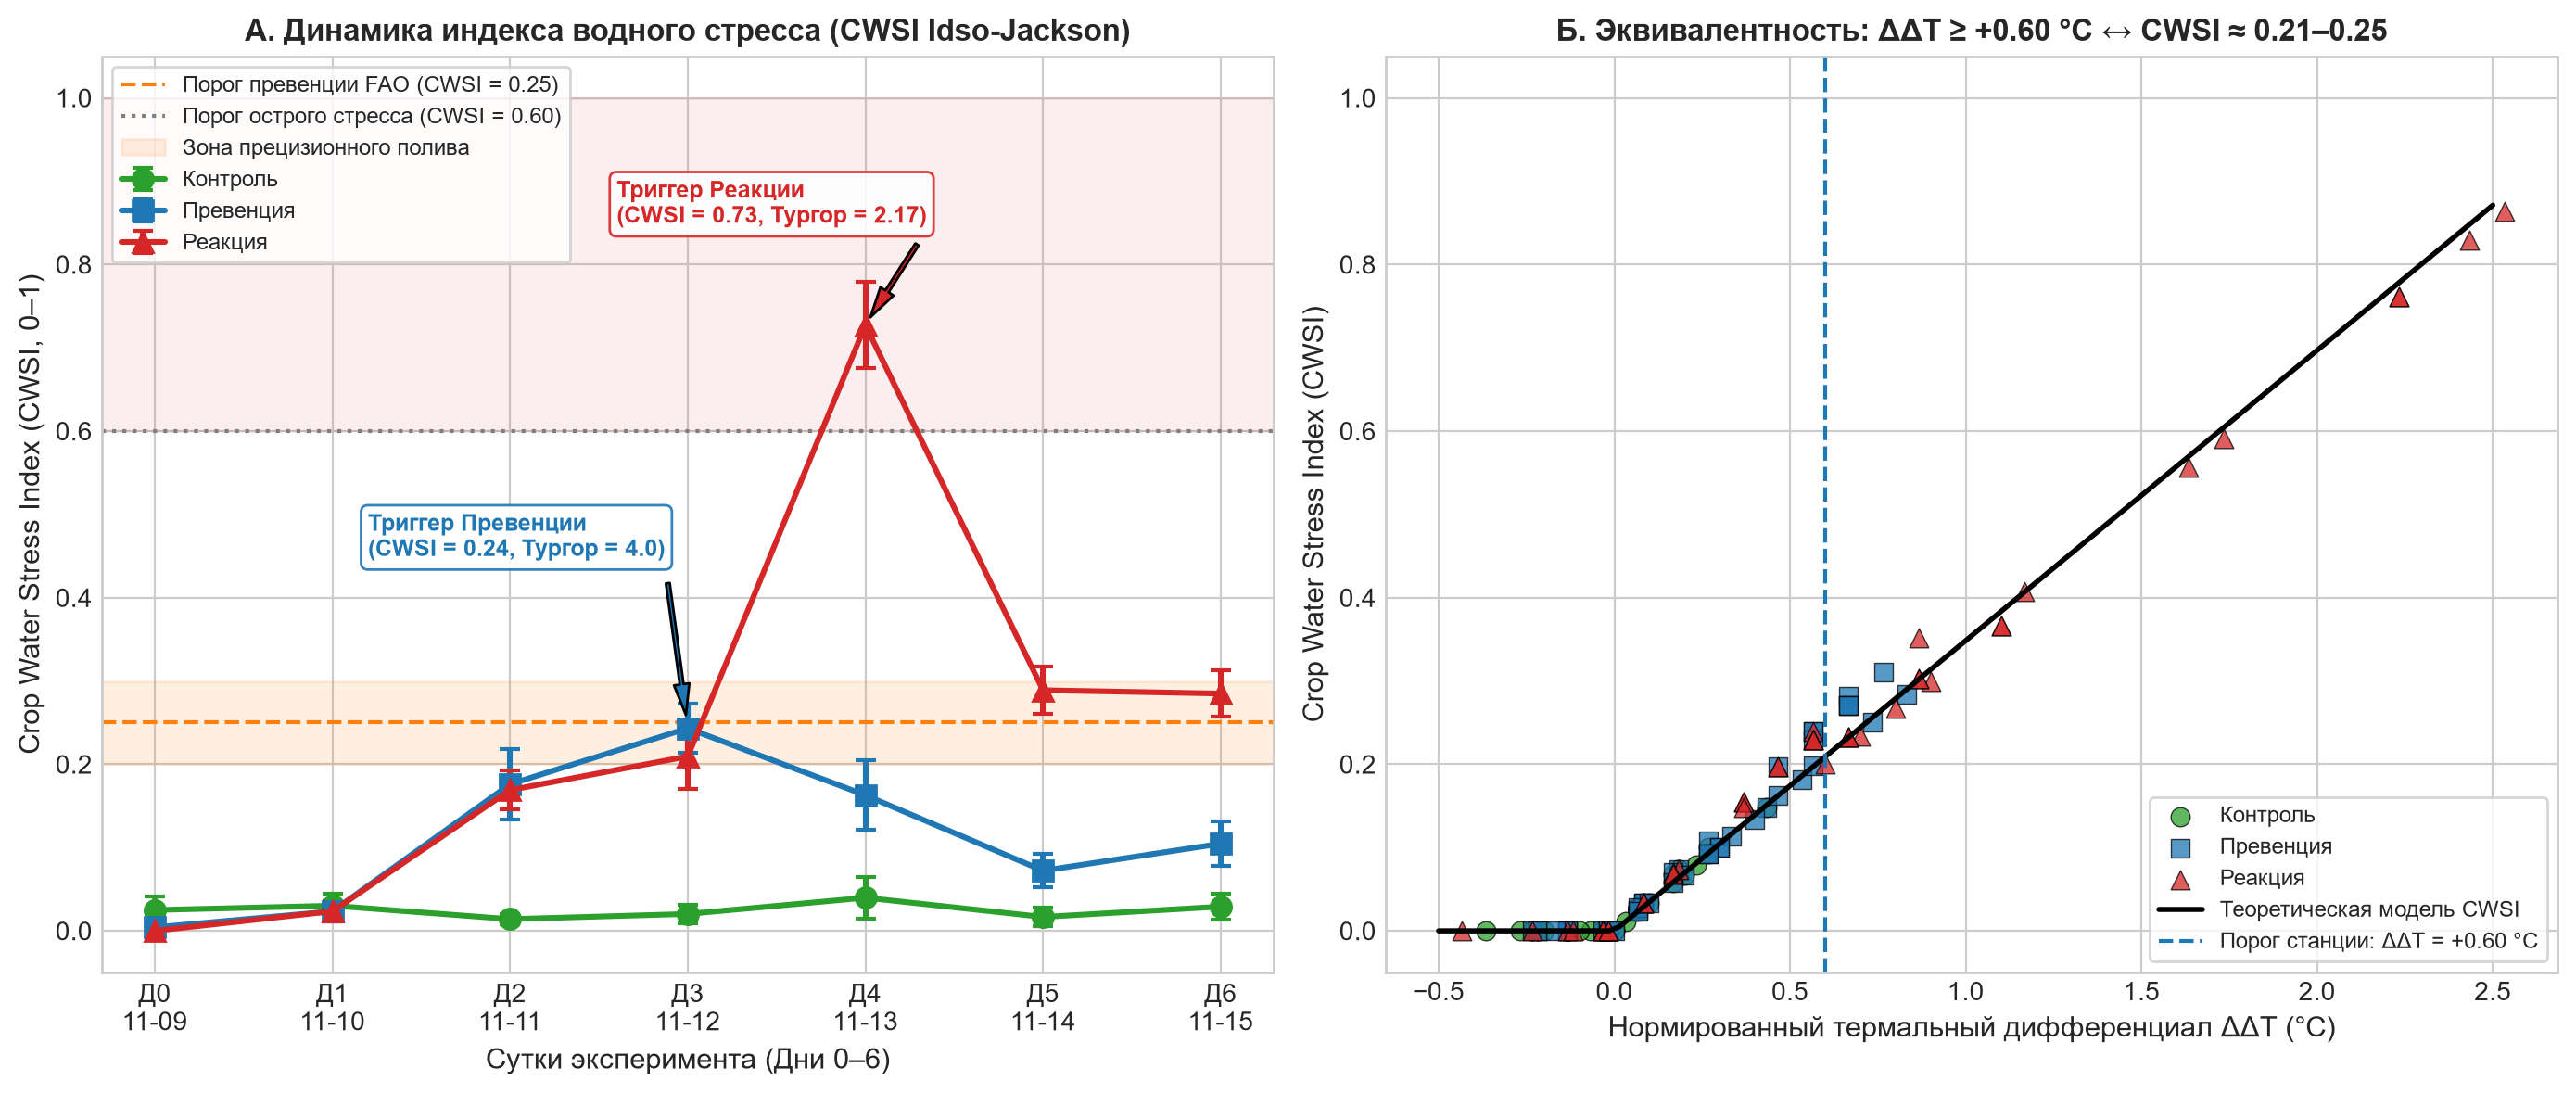 А. Динамика индекса водного стресса (CWSI Idso-Jackson)
Crop Water Stress Index (CWSI, 0–1)
1.0
0.8
0.6
0.4
0.2
0.0
Порог превенции FAO (CWSI = 0.25)
Порог острого стресса (CWSI = 0.60)
Зона прецизионного полива
Контроль
Превенция
Реакция
Триггер Реакции
(CWSI = 0.73, Тургор = 2.17)
Триггер Превенции
(CWSI = 0.24, Тургор = 4.0)
Д0 Д1 Д2 Д3 Д4 Д5 Д6
11-09 11-10 11-11 11-12 11-13 11-14 11-15
Сутки эксперимента (Дни 0–6)
Б. Эквивалентность: ΔΔT ≥ +0.60 °C ↔ CWSI ≈ 0.21–0.25
Crop Water Stress Index (CWSI)
1.0
0.8
0.6
0.4
0.2
0.0
Контроль
Превенция
Реакция
Теоретическая модель CWSI
Порог станции: ΔΔT = +0.60 °C
−0.5 0.0 0.5 1.0 1.5 2.0 2.5
Нормированный термальный дифференциал ΔΔT (°C)